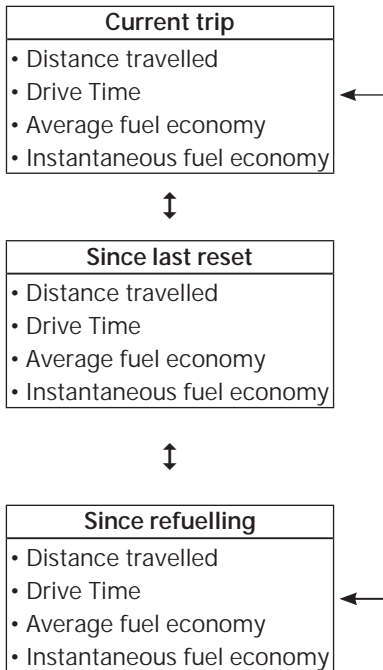 Current trip
• Distance travelled
• Drive Time
• Average fuel economy
• Instantaneous fuel economy
Since last reset
• Distance travelled
• Drive Time
• Average fuel economy
• Instantaneous fuel economy
Since refuelling
• Distance travelled
• Drive Time
• Average fuel economy
• Instantaneous fuel economy